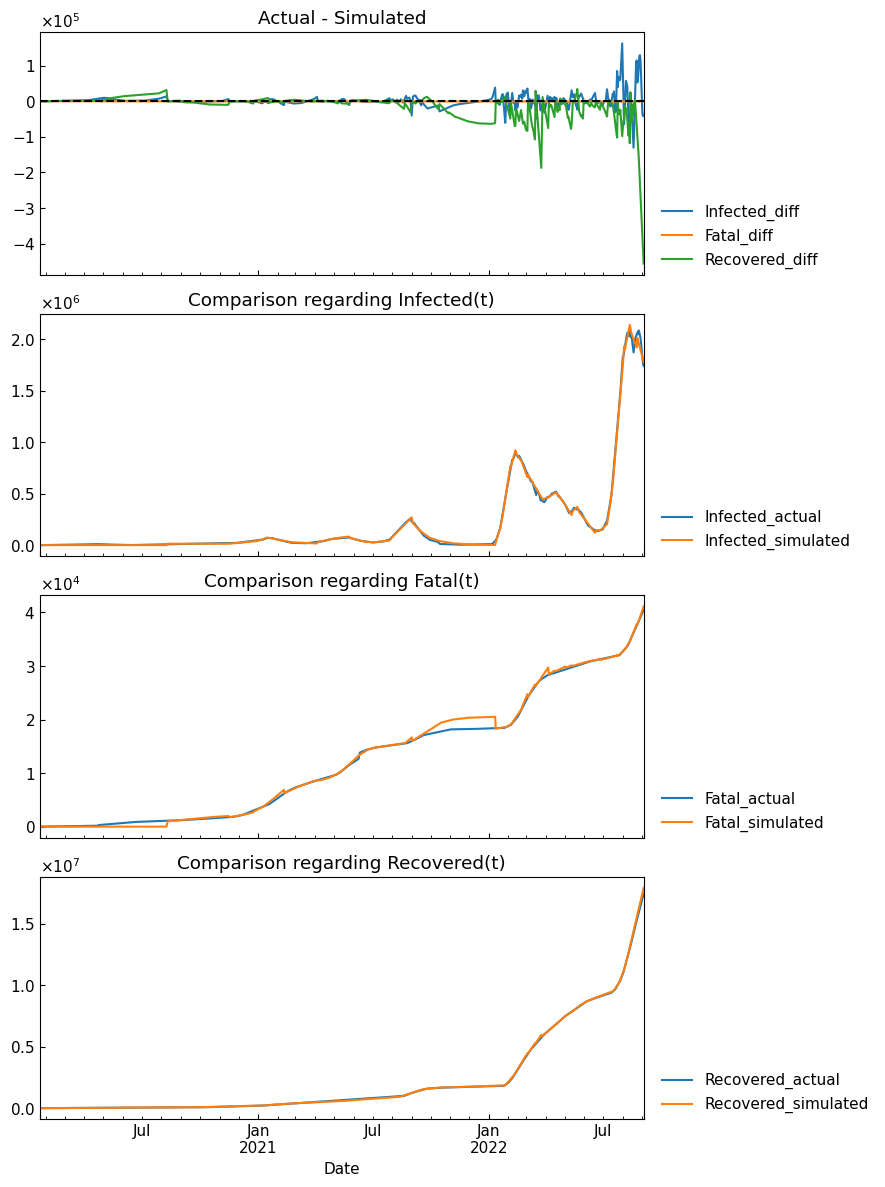 Actual - Simulated
×10⁵
1
0
−1
−2
−3
−4
Infected_diff
Fatal_diff
Recovered_diff
Comparison regarding Infected(t)
×10⁶
2.0
1.5
1.0
0.5
0.0
Infected_actual
Infected_simulated
Comparison regarding Fatal(t)
×10⁴
4
3
2
1
0
Fatal_actual
Fatal_simulated
Comparison regarding Recovered(t)
×10⁷
1.5
1.0
0.5
0.0
Recovered_actual
Recovered_simulated
Jul Jan Jul Jan Jul
2021 2022
Date